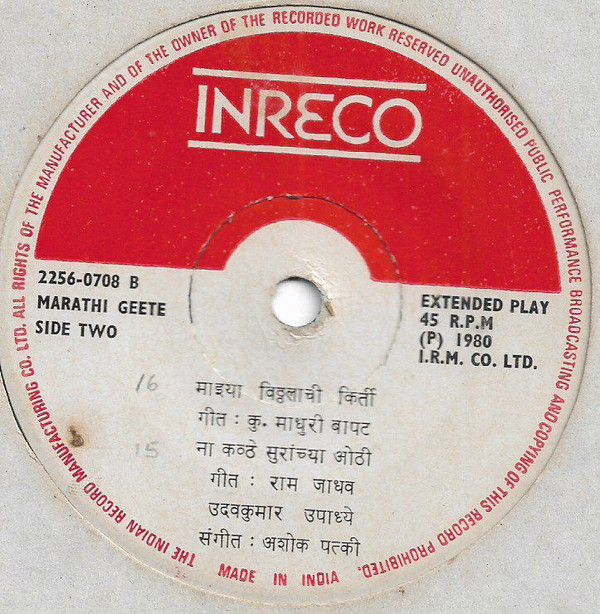 THE INDIAN RECORD MANUFACTURING CO. LTD. ALL RIGHTS OF THE MANUFACTURER AND OF THE OWNER OF THE RECORDED WORK RESERVED UNAUTHORISED PUBLIC PERFORMANCE BROADCASTING AND COPYING OF THIS RECORD PROHIBITED.
INRECO
2256-0708 B
MARATHI GEETE
SIDE TWO
EXTENDED PLAY
45 R.P.M
(P) 1980
I.R.M. CO. LTD.
16 माझ्या विठ्ठलाची किर्ती
गीत : कु. माधुरी बापट
15 ना कळ्ठे सुरांच्या ओठी
गीत : राम जाधव
उदवकुमार उपाध्ये
संगीत : अशोक पत्की
MADE IN INDIA